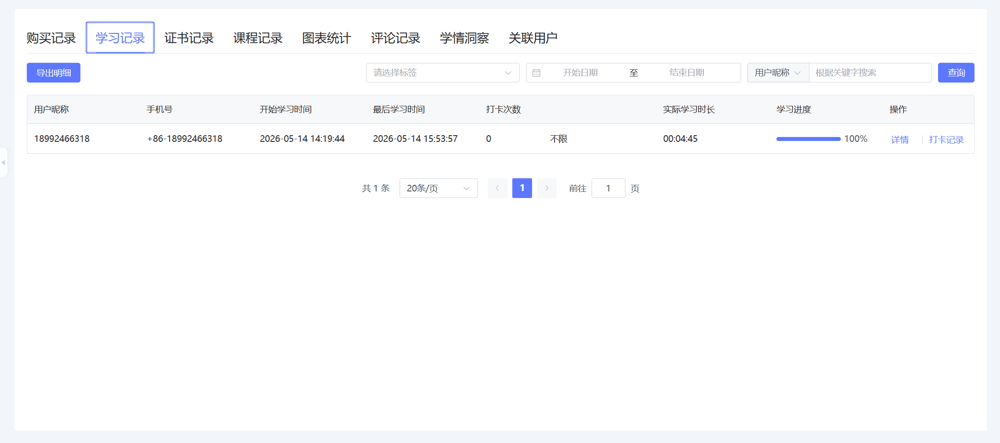 购买记录 学习记录 证书记录 课程记录 图表统计 评论记录 学情洞察 关联用户
导出明细 请选择标签 开始日期 至 结束日期 用户昵称 根据关键字搜索 查询
用户昵称 手机号 开始学习时间 最后学习时间 打卡次数 实际学习时长 学习进度 操作
18992466318 +86-18992466318 2026-05-14 14:19:44 2026-05-14 15:53:57 0 不限 00:04:45 100% 详情 打卡记录
共 1 条 20条/页 1 前往 1 页